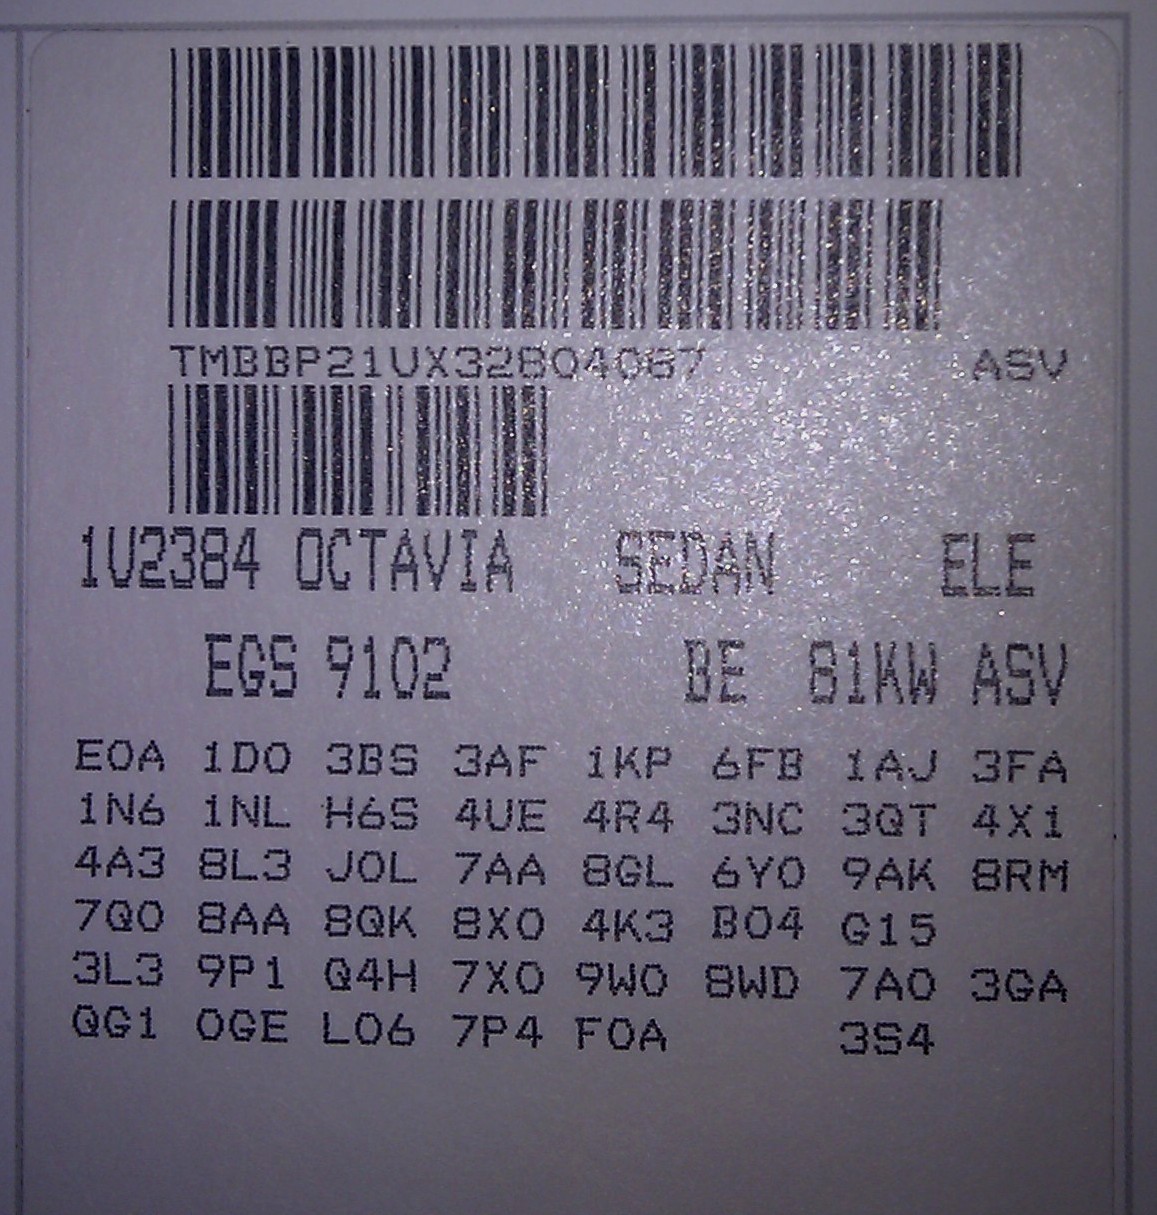 TMBBP21UX32804067 ASV
1U2384 OCTAVIA SEDAN ELE
EGS 9102 BE 81KW ASV
E0A 1D0 3BS 3AF 1KP 6FB 1AJ 3FA
1N6 1NL H6S 4UE 4R4 3NC 3QT 4X1
4A3 8L3 J0L 7AA 8GL 6Y0 9AK 8RM
7Q0 8AA 8QK 8X0 4K3 B04 G15
3L3 9P1 Q4H 7X0 9W0 8WD 7A0 3GA
QG1 0GE L06 7P4 F0A 3S4